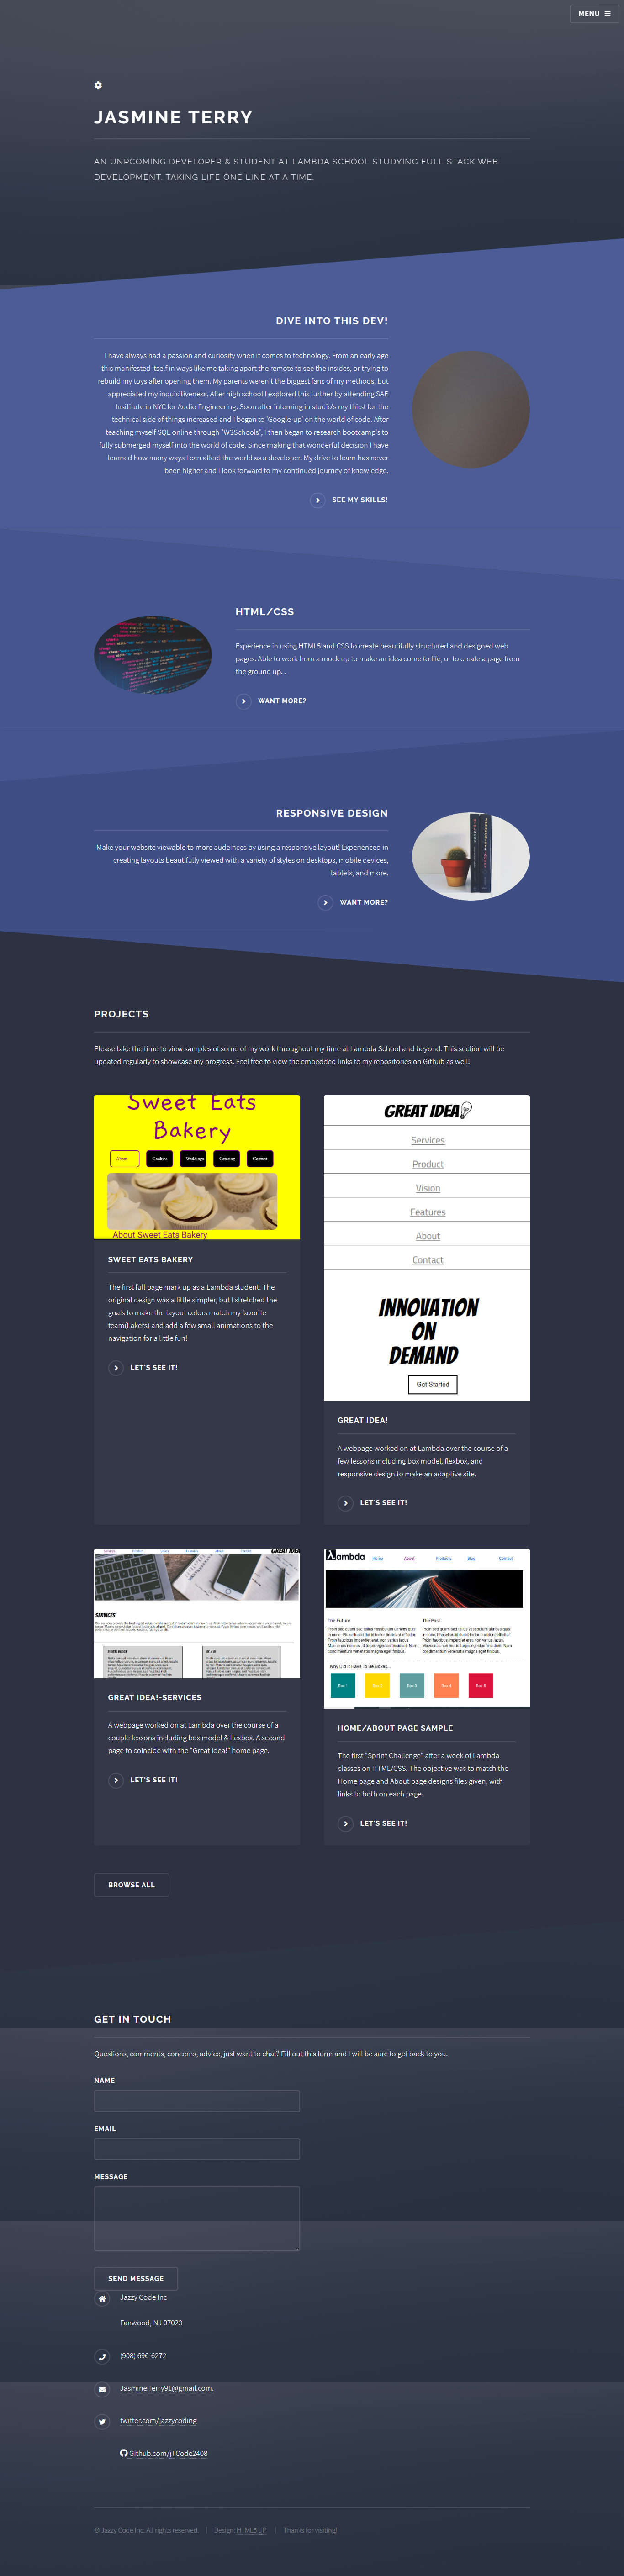 MENU
JASMINE TERRY
AN UNPCOMING DEVELOPER & STUDENT AT LAMBDA SCHOOL STUDYING FULL STACK WEB
DEVELOPMENT. TAKING LIFE ONE LINE AT A TIME.
DIVE INTO THIS DEV!
I have always had a passion and curiosity when it comes to technology. From an early age
this manifested itself in ways like me taking apart the remote to see the insides, or trying to
rebuild my toys after opening them. My parents weren't the biggest fans of my methods, but
appreciated my inquisitiveness. After high school I explored this further by attending SAE
Insititute in NYC for Audio Engineering. Soon after interning in studio's my thirst for the
technical side of things increased and I began to 'Google-up' on the world of code. After
teaching myself SQL online through "W3Schools", I then began to research bootcamp's to
fully submerged myself into the world of code. Since making that wonderful decision I have
learned how many ways I can affect the world as a developer. My drive to learn has never
been higher and I look forward to my continued journey of knowledge.
SEE MY SKILLS!
HTML/CSS
Experience in using HTML5 and CSS to create beautifully structured and designed web
pages. Able to work from a mock up to make an idea come to life, or to create a page from
the ground up. .
WANT MORE?
RESPONSIVE DESIGN
Make your website viewable to more audeinces by using a responsive layout! Experienced in
creating layouts beautifully viewed with a variety of styles on desktops, mobile devices,
tablets, and more.
WANT MORE?
PROJECTS
Please take the time to view samples of some of my work throughout my time at Lambda School and beyond. This section will be
updated regularly to showcase my progress. Feel free to view the embedded links to my repositories on Github as well!
Sweet Eats
Bakery
About Cookies Weddings Catering Contact
About Sweet Eats Bakery
SWEET EATS BAKERY
The first full page mark up as a Lambda student. The
original design was a little simpler, but I stretched the
goals to make the layout colors match my favorite
team(Lakers) and add a few small animations to the
navigation for a little fun!
LET'S SEE IT!
GREAT IDEA
Services
Product
Vision
Features
About
Contact
INNOVATION
ON
DEMAND
Get Started
GREAT IDEA!
A webpage worked on at Lambda over the course of a
few lessons including box model, flexbox, and
responsive design to make an adaptive site.
LET'S SEE IT!
GREAT IDEA
SERVICES
GREAT IDEA!-SERVICES
A webpage worked on at Lambda over the course of a
couple lessons including box model & flexbox. A second
page to coincide with the "Great Idea!" home page.
LET'S SEE IT!
Lambda Home About Products Blog Contact
The Future The Past
Why Did It Have To Be Boxes...
Box 1 Box 2 Box 3 Box 4 Box 5
HOME/ABOUT PAGE SAMPLE
The first "Sprint Challenge" after a week of Lambda
classes on HTML/CSS. The objective was to match the
Home page and About page designs files given, with
links to both on each page.
LET'S SEE IT!
BROWSE ALL
GET IN TOUCH
Questions, comments, concerns, advice, just want to chat? Fill out this form and I will be sure to get back to you.
NAME
EMAIL
MESSAGE
SEND MESSAGE
Jazzy Code Inc
Fanwood, NJ 07023
(908) 696-6272
Jasmine.Terry91@gmail.com.
twitter.com/jazzycoding
Github.com/jTCode2408
© Jazzy Code Inc. All rights reserved. Design: HTML5 UP Thanks for visiting!